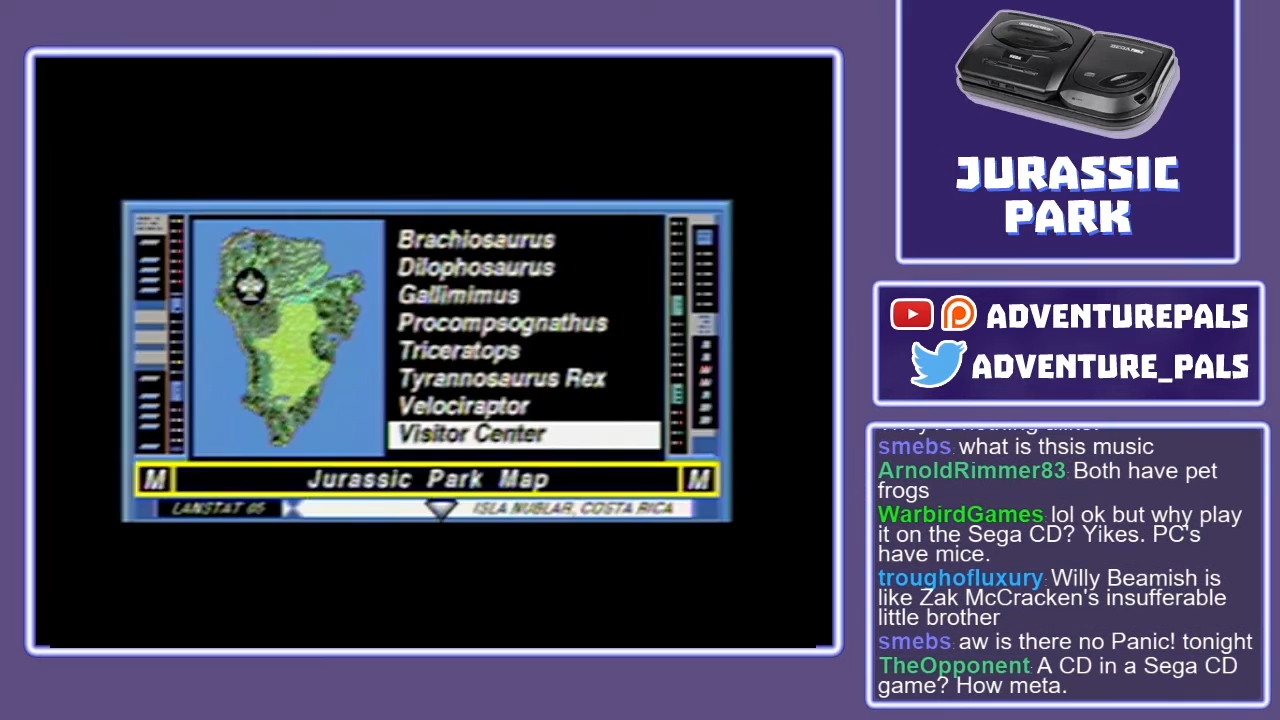 Brachiosaurus
Dilophosaurus
Gallimimus
Procompsognathus
Triceratops
Tyrannosaurus Rex
Velociraptor
Visitor Center
M Jurassic Park Map M
LANSTAT 05 ISLA NUBLAR, COSTA RICA
JURASSIC
PARK
ADVENTUREPALS
ADVENTURE_PALS
smebs: what is thsis music
ArnoldRimmer83: Both have pet
frogs
WarbirdGames: lol ok but why play
it on the Sega CD? Yikes. PC's
have mice.
troughofluxury: Willy Beamish is
like Zak McCracken's insufferable
little brother
smebs: aw is there no Panic! tonight
TheOpponent: A CD in a Sega CD
game? How meta.